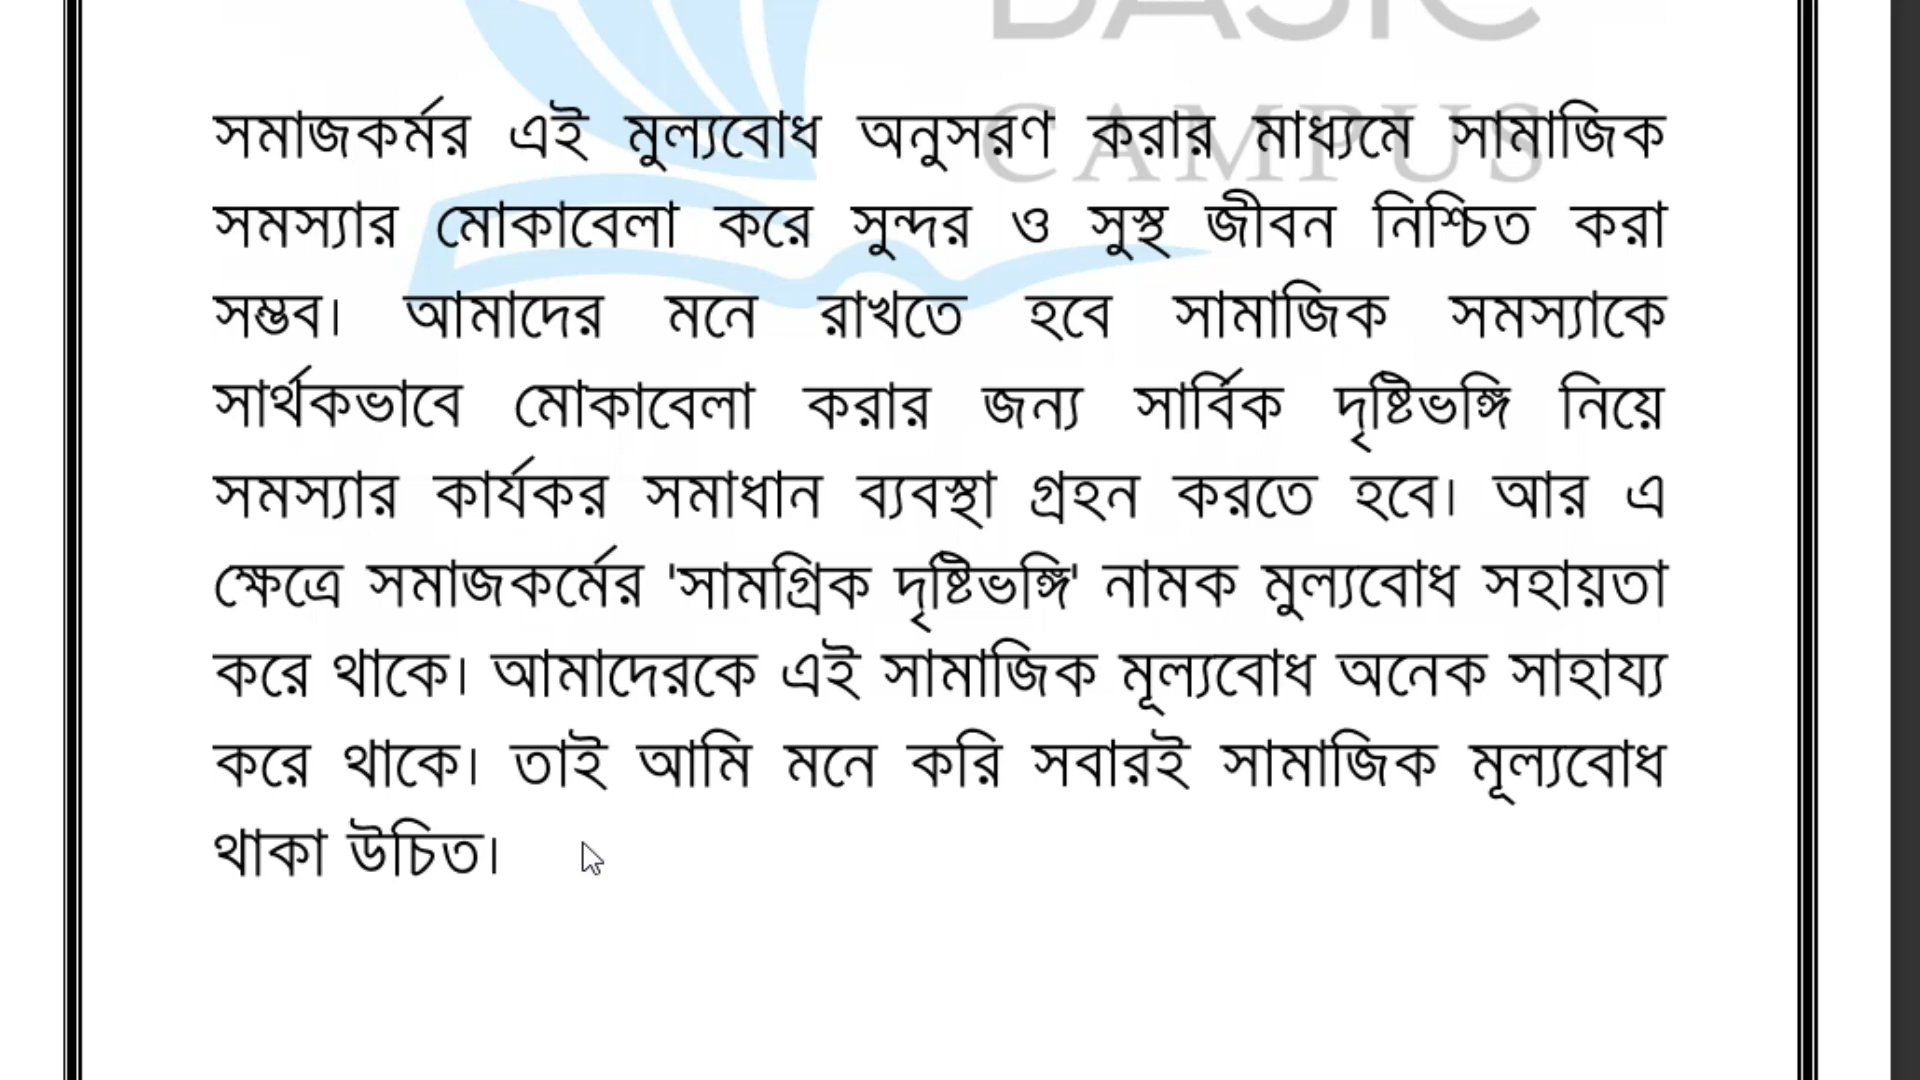 BASIC
CAMPUS
সমাজকর্মর এই মুল্যবোধ অনুসরণ করার মাধ্যমে সামাজিক
সমস্যার মোকাবেলা করে সুন্দর ও সুস্থ জীবন নিশ্চিত করা
সম্ভব। আমাদের মনে রাখতে হবে সামাজিক সমস্যাকে
সার্থকভাবে মোকাবেলা করার জন্য সার্বিক দৃষ্টিভঙ্গি নিয়ে
সমস্যার কার্যকর সমাধান ব্যবস্থা গ্রহন করতে হবে। আর এ
ক্ষেত্রে সমাজকর্মের 'সামগ্রিক দৃষ্টিভঙ্গি' নামক মুল্যবোধ সহায়তা
করে থাকে। আমাদেরকে এই সামাজিক মূল্যবোধ অনেক সাহায্য
করে থাকে। তাই আমি মনে করি সবারই সামাজিক মূল্যবোধ
থাকা উচিত।